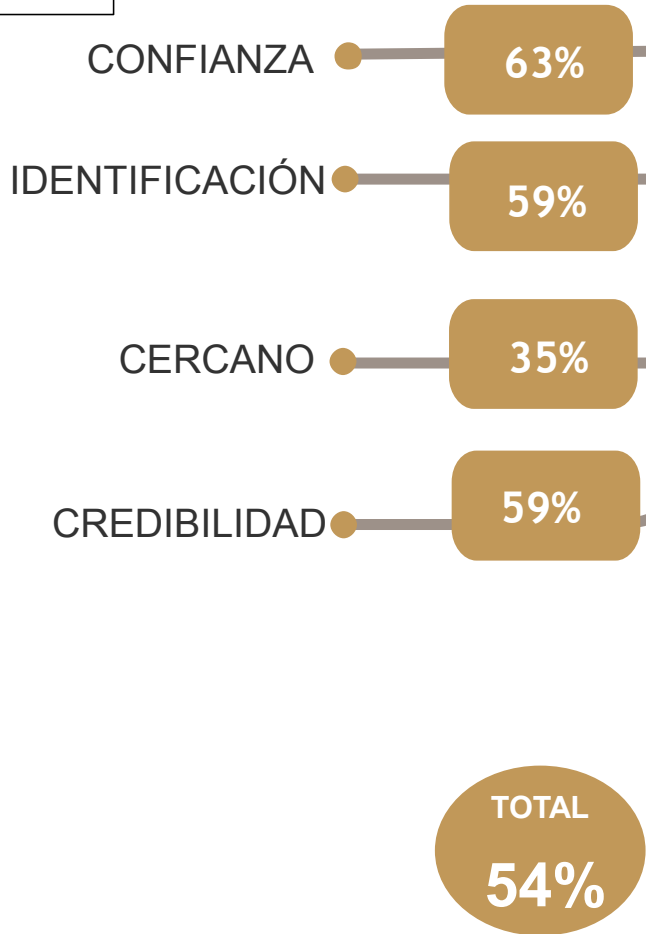 CONFIANZA 63%
IDENTIFICACIÓN 59%
CERCANO 35%
CREDIBILIDAD 59%
TOTAL
54%